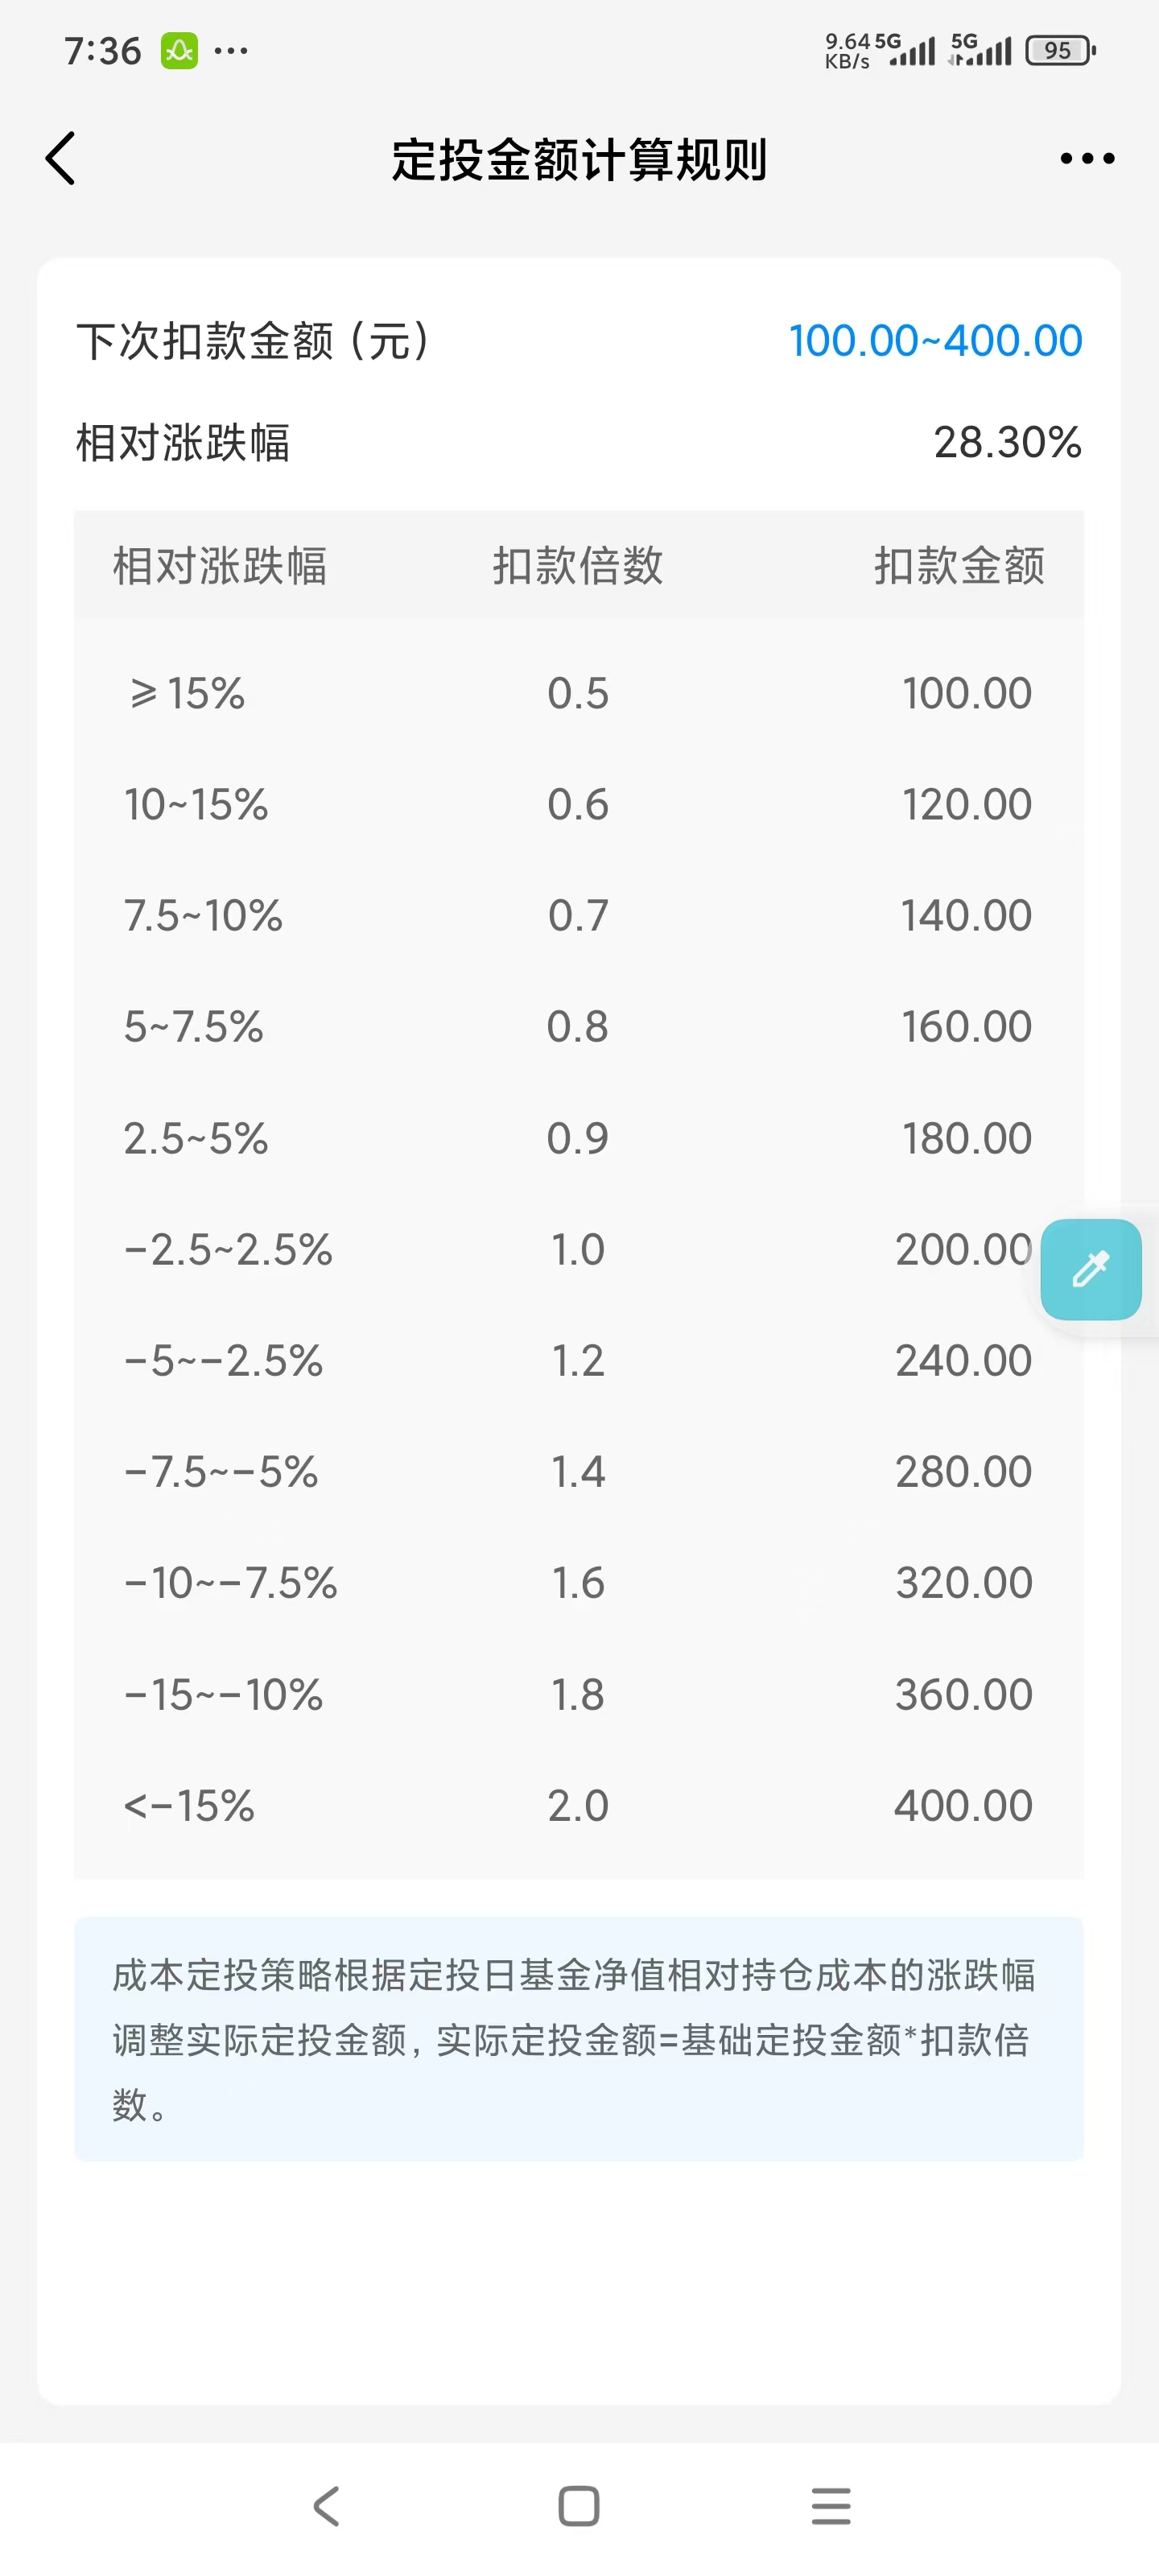 7:36
9.64 KB/s 5G 5G 95
定投金额计算规则
下次扣款金额（元） 100.00~400.00
相对涨跌幅 28.30%
相对涨跌幅 扣款倍数 扣款金额
≥15% 0.5 100.00
10~15% 0.6 120.00
7.5~10% 0.7 140.00
5~7.5% 0.8 160.00
2.5~5% 0.9 180.00
-2.5~2.5% 1.0 200.00
-5~-2.5% 1.2 240.00
-7.5~-5% 1.4 280.00
-10~-7.5% 1.6 320.00
-15~-10% 1.8 360.00
<-15% 2.0 400.00
成本定投策略根据定投日基金净值相对持仓成本的涨跌幅
调整实际定投金额，实际定投金额=基础定投金额*扣款倍
数。